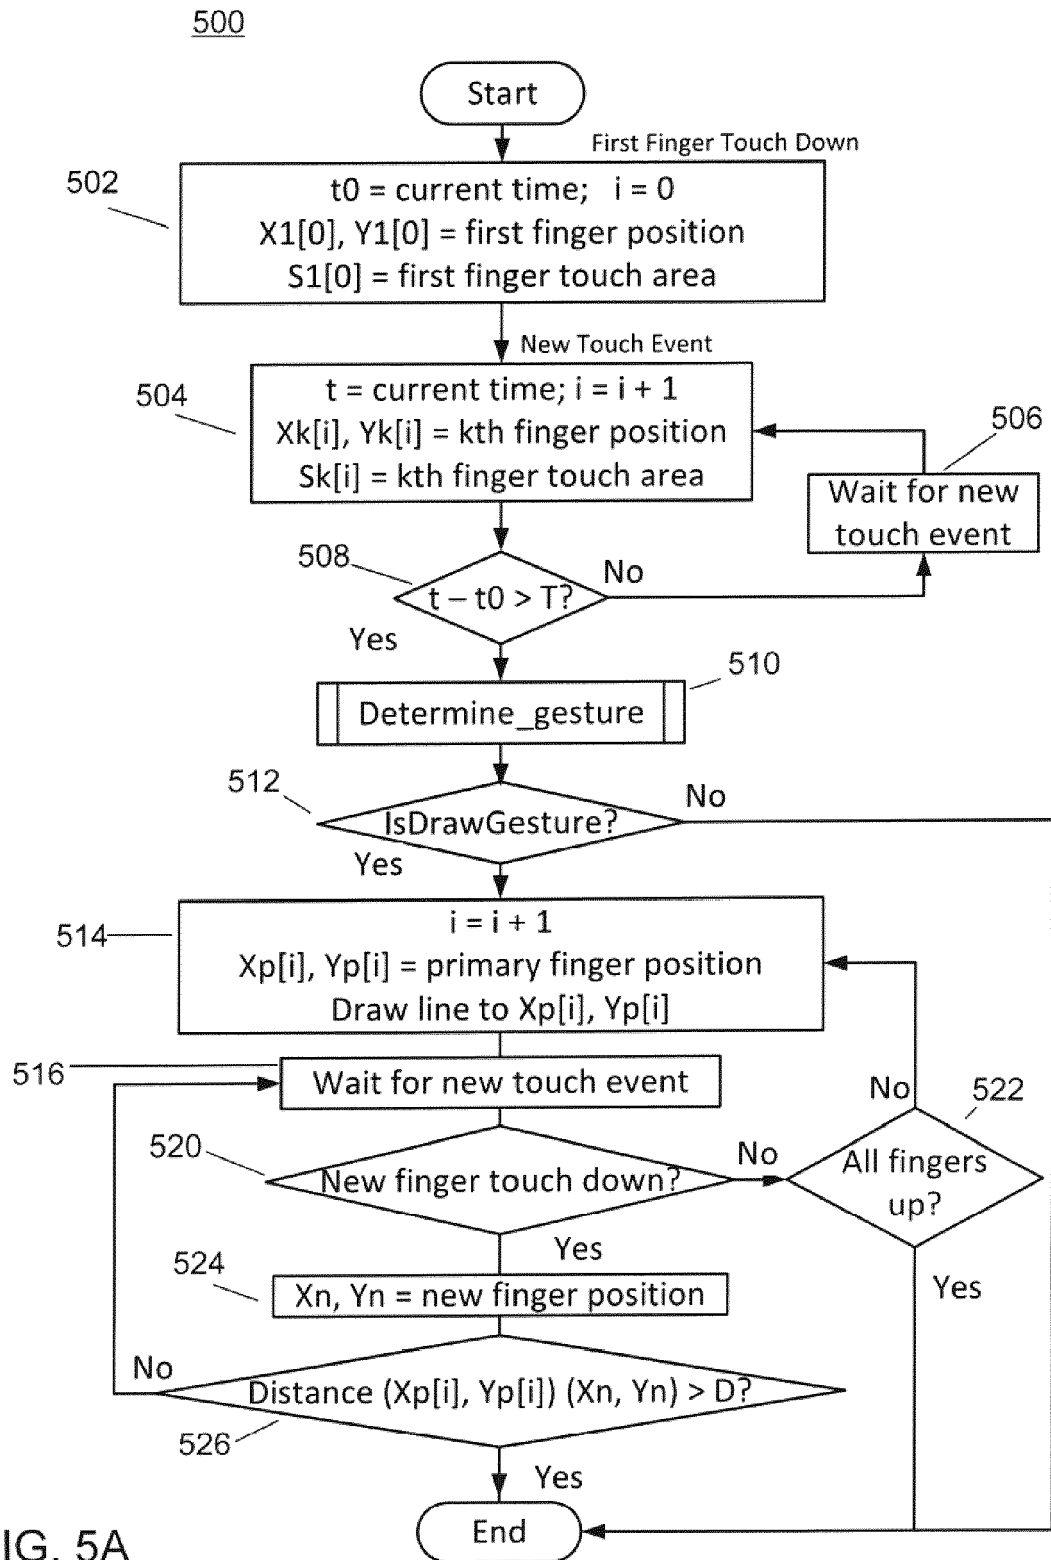 500
Start
First Finger Touch Down
502
t0 = current time; i = 0
X1[0], Y1[0] = first finger position
S1[0] = first finger touch area
New Touch Event
504
t = current time; i = i + 1
Xk[i], Yk[i] = kth finger position
Sk[i] = kth finger touch area
506
Wait for new
touch event
508
t – t0 > T?
No
Yes
510
Determine_gesture
512
IsDrawGesture?
No
Yes
514
i = i + 1
Xp[i], Yp[i] = primary finger position
Draw line to Xp[i], Yp[i]
516
Wait for new touch event
No
522
520
New finger touch down?
No
All fingers
up?
Yes
524
Xn, Yn = new finger position
Yes
No
Distance (Xp[i], Yp[i]) (Xn, Yn) > D?
526
Yes
End
IG. 5A